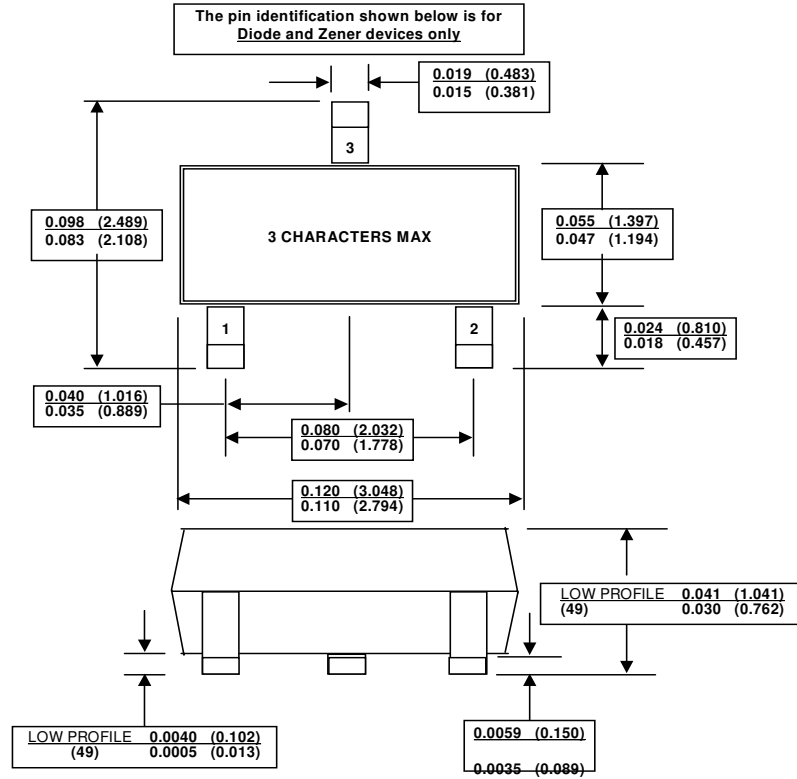 The pin identification shown below is for
Diode and Zener devices only
0.019 (0.483)
0.015 (0.381)
3
0.098 (2.489)
0.083 (2.108)
3 CHARACTERS MAX
0.055 (1.397)
0.047 (1.194)
1
2
0.024 (0.810)
0.018 (0.457)
0.040 (1.016)
0.035 (0.889)
0.080 (2.032)
0.070 (1.778)
0.120 (3.048)
0.110 (2.794)
LOW PROFILE 0.041 (1.041)
(49) 0.030 (0.762)
LOW PROFILE 0.0040 (0.102)
(49) 0.0005 (0.013)
0.0059 (0.150)
0.0035 (0.089)